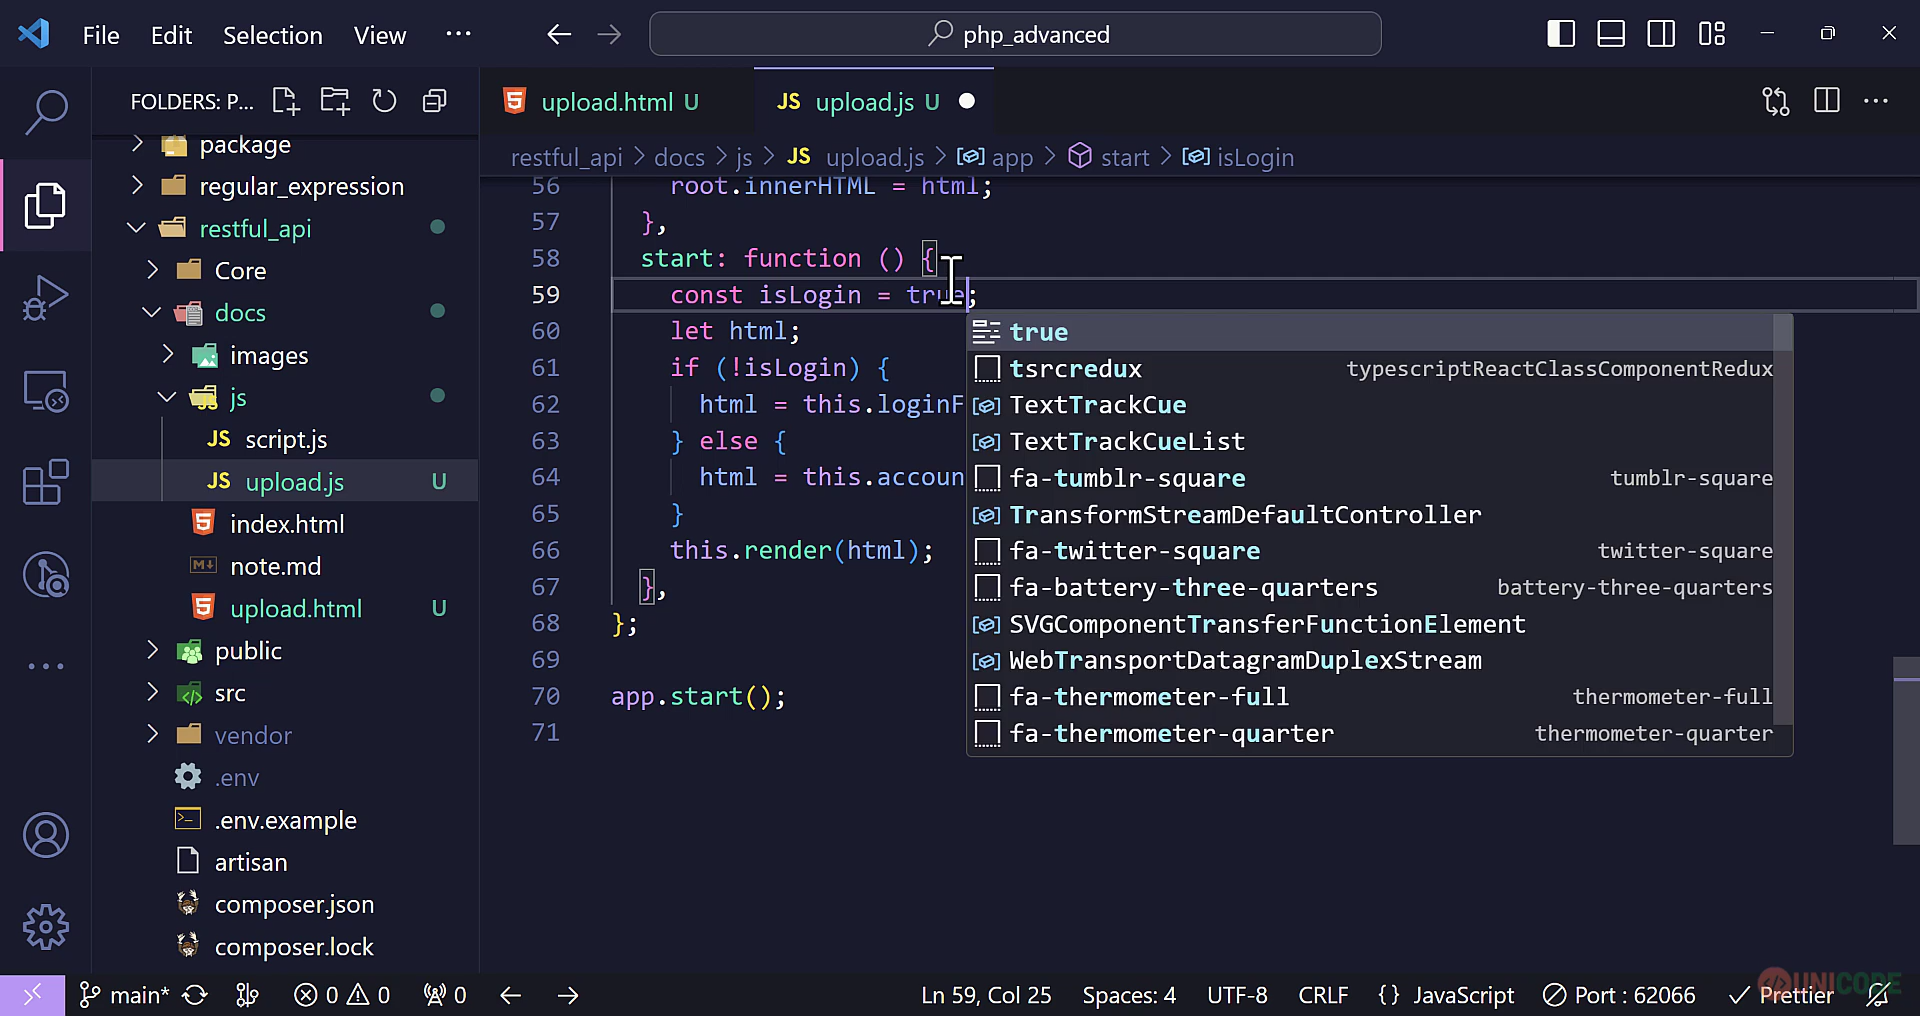 File Edit Selection View ··· php_advanced
FOLDERS: P...
package
regular_expression
restful_api
Core
docs
images
js
script.js
upload.js U
index.html
note.md
upload.html U
public
src
vendor
.env
.env.example
artisan
composer.json
composer.lock
upload.html U upload.js U
restful_api > docs > js > JS upload.js > app > start > isLogin
56 root.innerHTML = html;
57 },
58 start: function () {
59 const isLogin = true;
60 let html;
61 if (!isLogin) {
62 html = this.loginF
63 } else {
64 html = this.accoun
65 }
66 this.render(html);
67 },
68 };
69
70 app.start();
71
true
tsrcredux typescriptReactClassComponentRedux
TextTrackCue
TextTrackCueList
fa-tumblr-square tumblr-square
TransformStreamDefaultController
fa-twitter-square twitter-square
fa-battery-three-quarters battery-three-quarters
SVGComponentTransferFunctionElement
WebTransportDatagramDuplexStream
fa-thermometer-full thermometer-full
fa-thermometer-quarter thermometer-quarter
main* 0 0 0 Ln 59, Col 25 Spaces: 4 UTF-8 CRLF {} JavaScript Port : 62066 Prettier
UNICODE